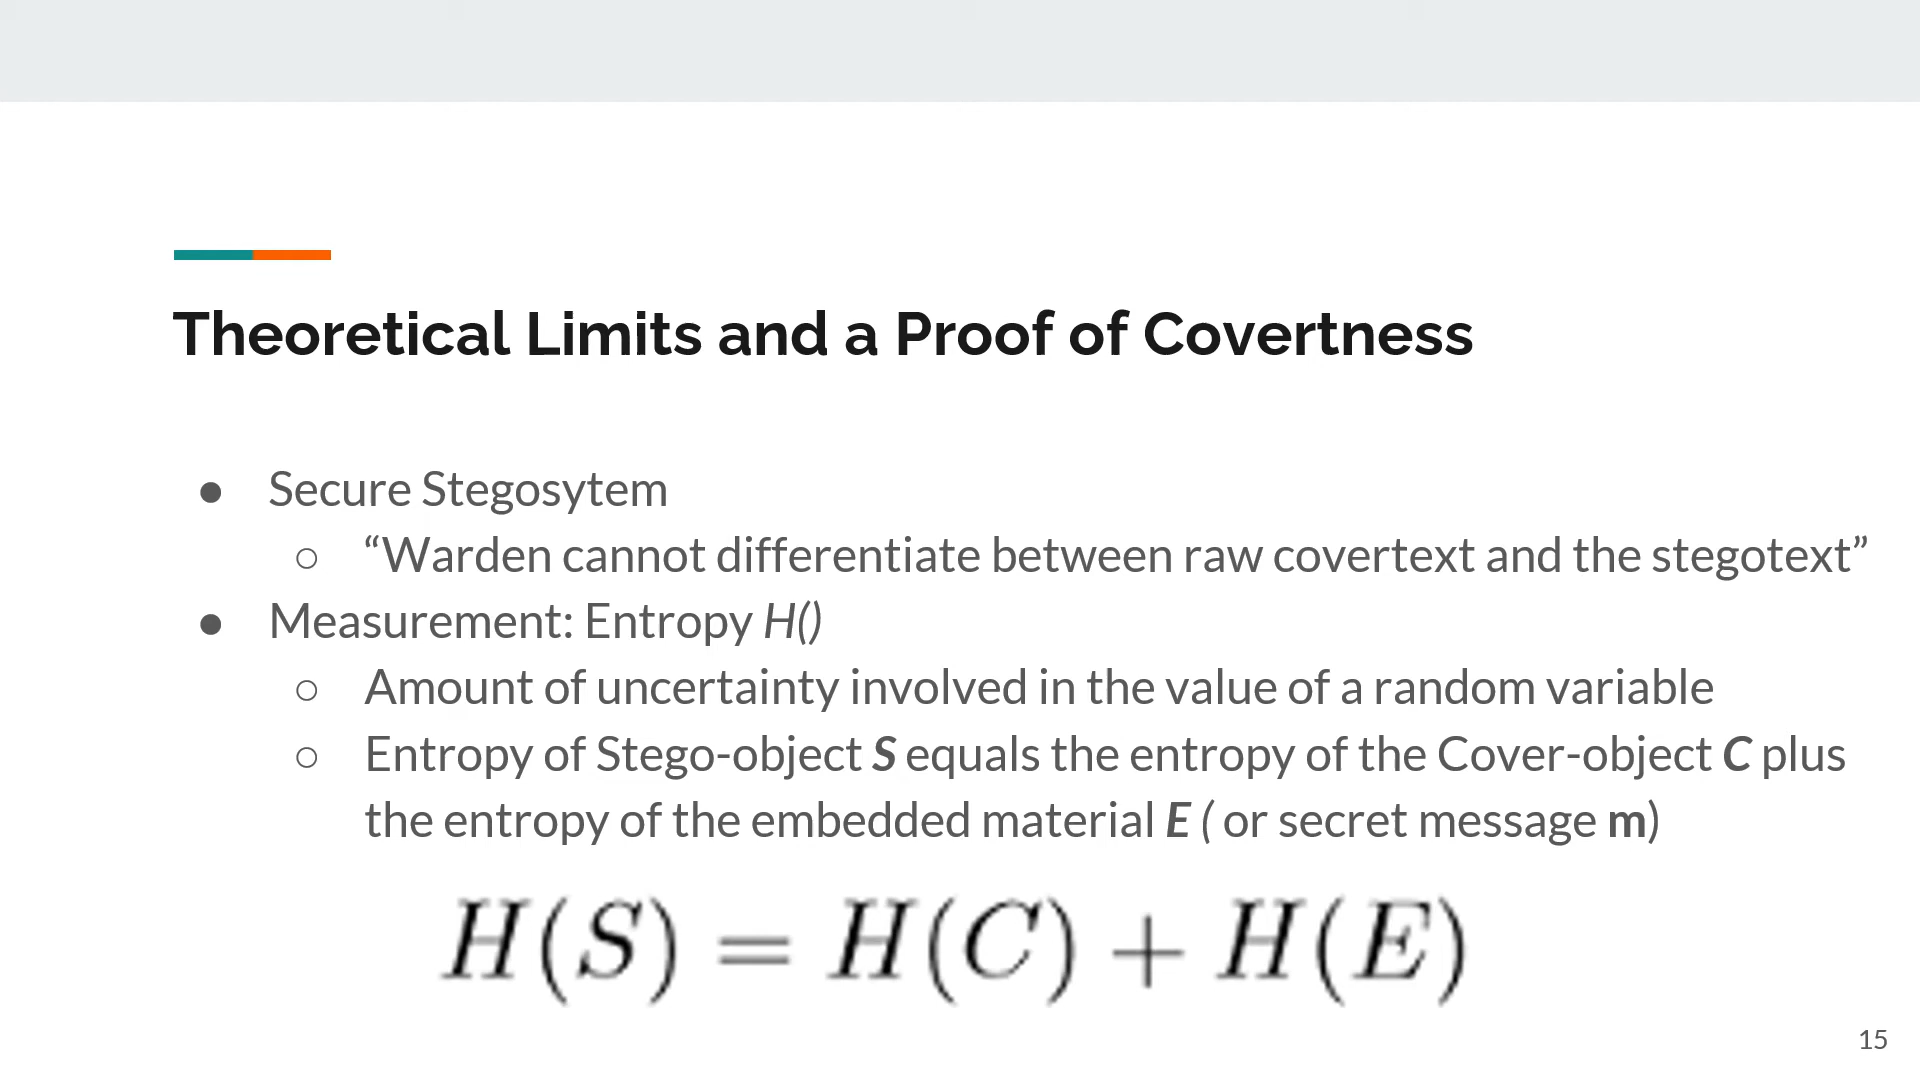 Theoretical Limits and a Proof of Covertness
● Secure Stegosytem
○ “Warden cannot differentiate between raw covertext and the stegotext”
● Measurement: Entropy H()
○ Amount of uncertainty involved in the value of a random variable
○ Entropy of Stego-object S equals the entropy of the Cover-object C plus
the entropy of the embedded material E ( or secret message m)
H(S) = H(C) + H(E)
15